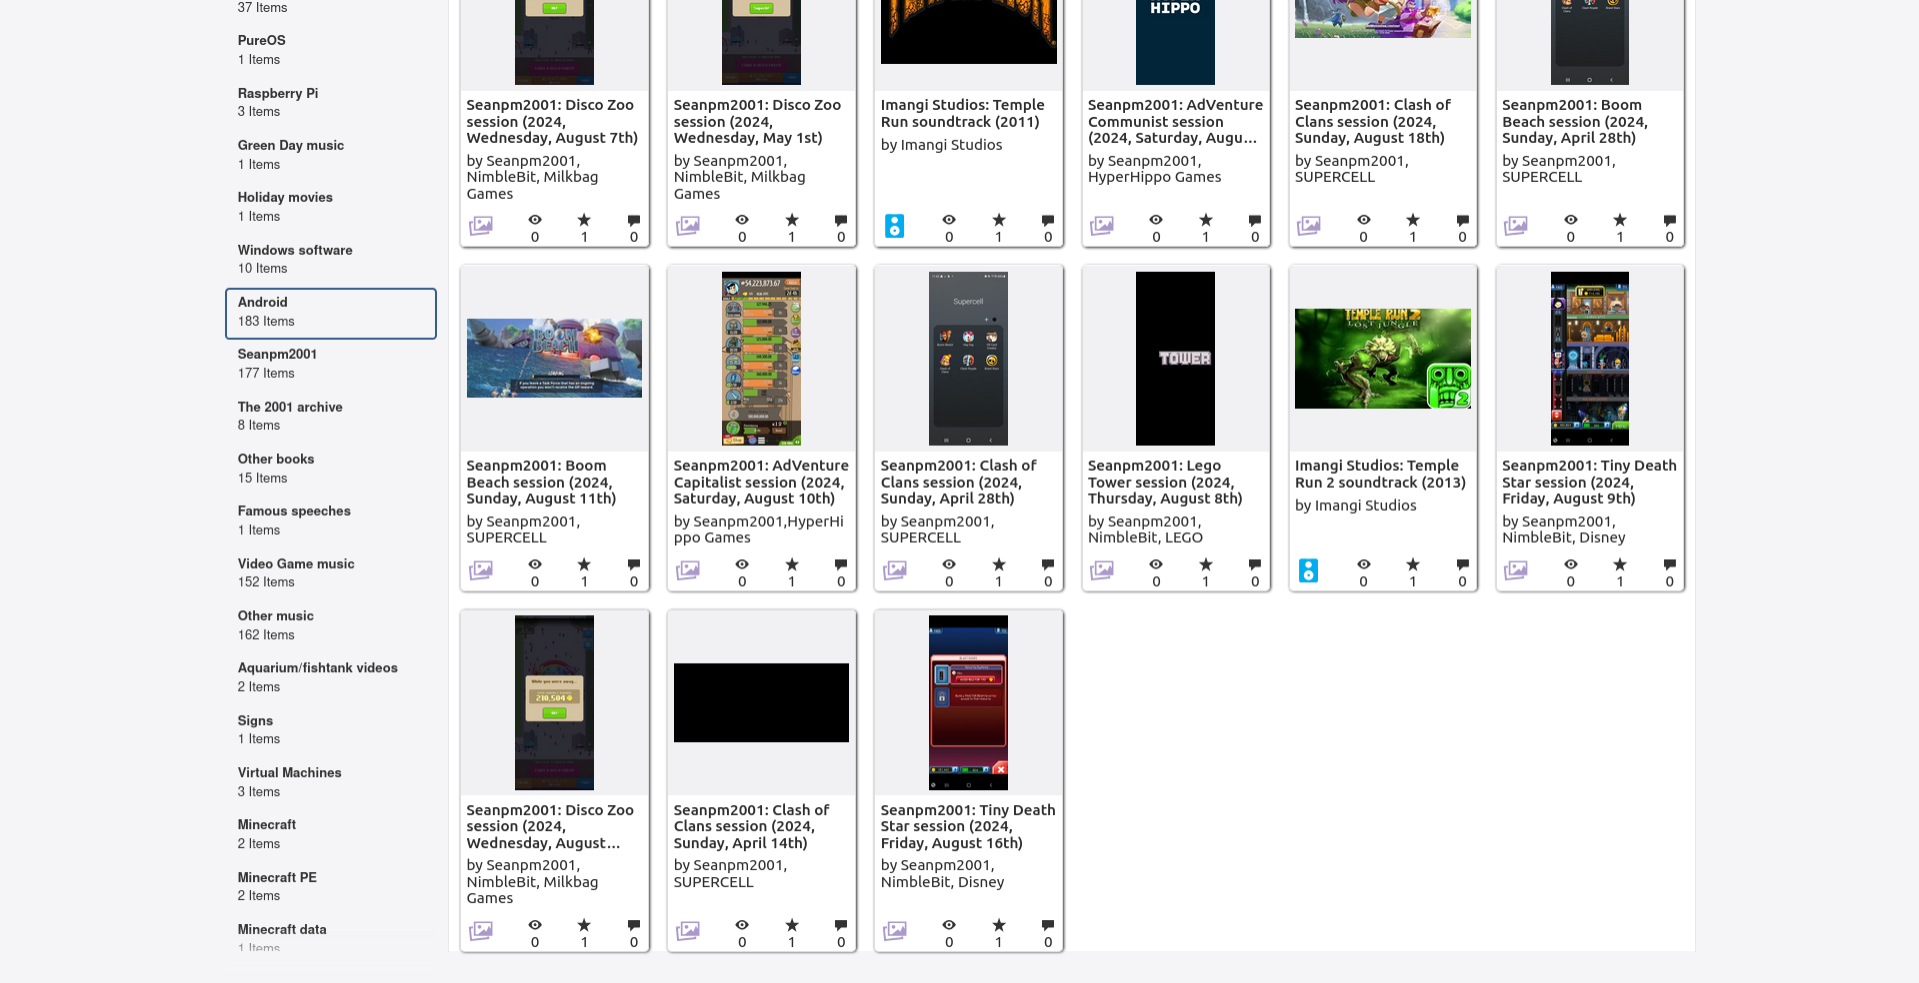 37 Items
PureOS
1 Items
Raspberry Pi
3 Items
Green Day music
1 Items
Holiday movies
1 Items
Windows software
10 Items
Android
183 Items
Seanpm2001
177 Items
The 2001 archive
8 Items
Other books
15 Items
Famous speeches
1 Items
Video Game music
152 Items
Other music
162 Items
Aquarium/fishtank videos
2 Items
Signs
1 Items
Virtual Machines
3 Items
Minecraft
2 Items
Minecraft PE
2 Items
Minecraft data
1 Items
Seanpm2001: Disco Zoo
session (2024,
Wednesday, August 7th)
by Seanpm2001,
NimbleBit, Milkbag
Games
0 1 0
Seanpm2001: Disco Zoo
session (2024,
Wednesday, May 1st)
by Seanpm2001,
NimbleBit, Milkbag
Games
0 1 0
Imangi Studios: Temple
Run soundtrack (2011)
by Imangi Studios
0 1 0
HIPPO
Seanpm2001: AdVenture
Communist session
(2024, Saturday, Augu...
by Seanpm2001,
HyperHippo Games
0 1 0
Seanpm2001: Clash of
Clans session (2024,
Sunday, August 18th)
by Seanpm2001,
SUPERCELL
0 1 0
Seanpm2001: Boom
Beach session (2024,
Sunday, April 28th)
by Seanpm2001,
SUPERCELL
0 1 0
Seanpm2001: Boom
Beach session (2024,
Sunday, August 11th)
by Seanpm2001,
SUPERCELL
0 1 0
54,223,873.67
Seanpm2001: AdVenture
Capitalist session (2024,
Saturday, August 10th)
by Seanpm2001,HyperHi
ppo Games
0 1 0
Supercell
Seanpm2001: Clash of
Clans session (2024,
Sunday, April 28th)
by Seanpm2001,
SUPERCELL
0 1 0
TOWER
Seanpm2001: Lego
Tower session (2024,
Thursday, August 8th)
by Seanpm2001,
NimbleBit, LEGO
0 1 0
TEMPLE RUN 2
LOST JUNGLE
2
Imangi Studios: Temple
Run 2 soundtrack (2013)
by Imangi Studios
0 1 0
Seanpm2001: Tiny Death
Star session (2024,
Friday, August 9th)
by Seanpm2001,
NimbleBit, Disney
0 1 0
While you were away...
210,504
Seanpm2001: Disco Zoo
session (2024,
Wednesday, August...
by Seanpm2001,
NimbleBit, Milkbag
Games
0 1 0
Seanpm2001: Clash of
Clans session (2024,
Sunday, April 14th)
by Seanpm2001,
SUPERCELL
0 1 0
Seanpm2001: Tiny Death
Star session (2024,
Friday, August 16th)
by Seanpm2001,
NimbleBit, Disney
0 1 0